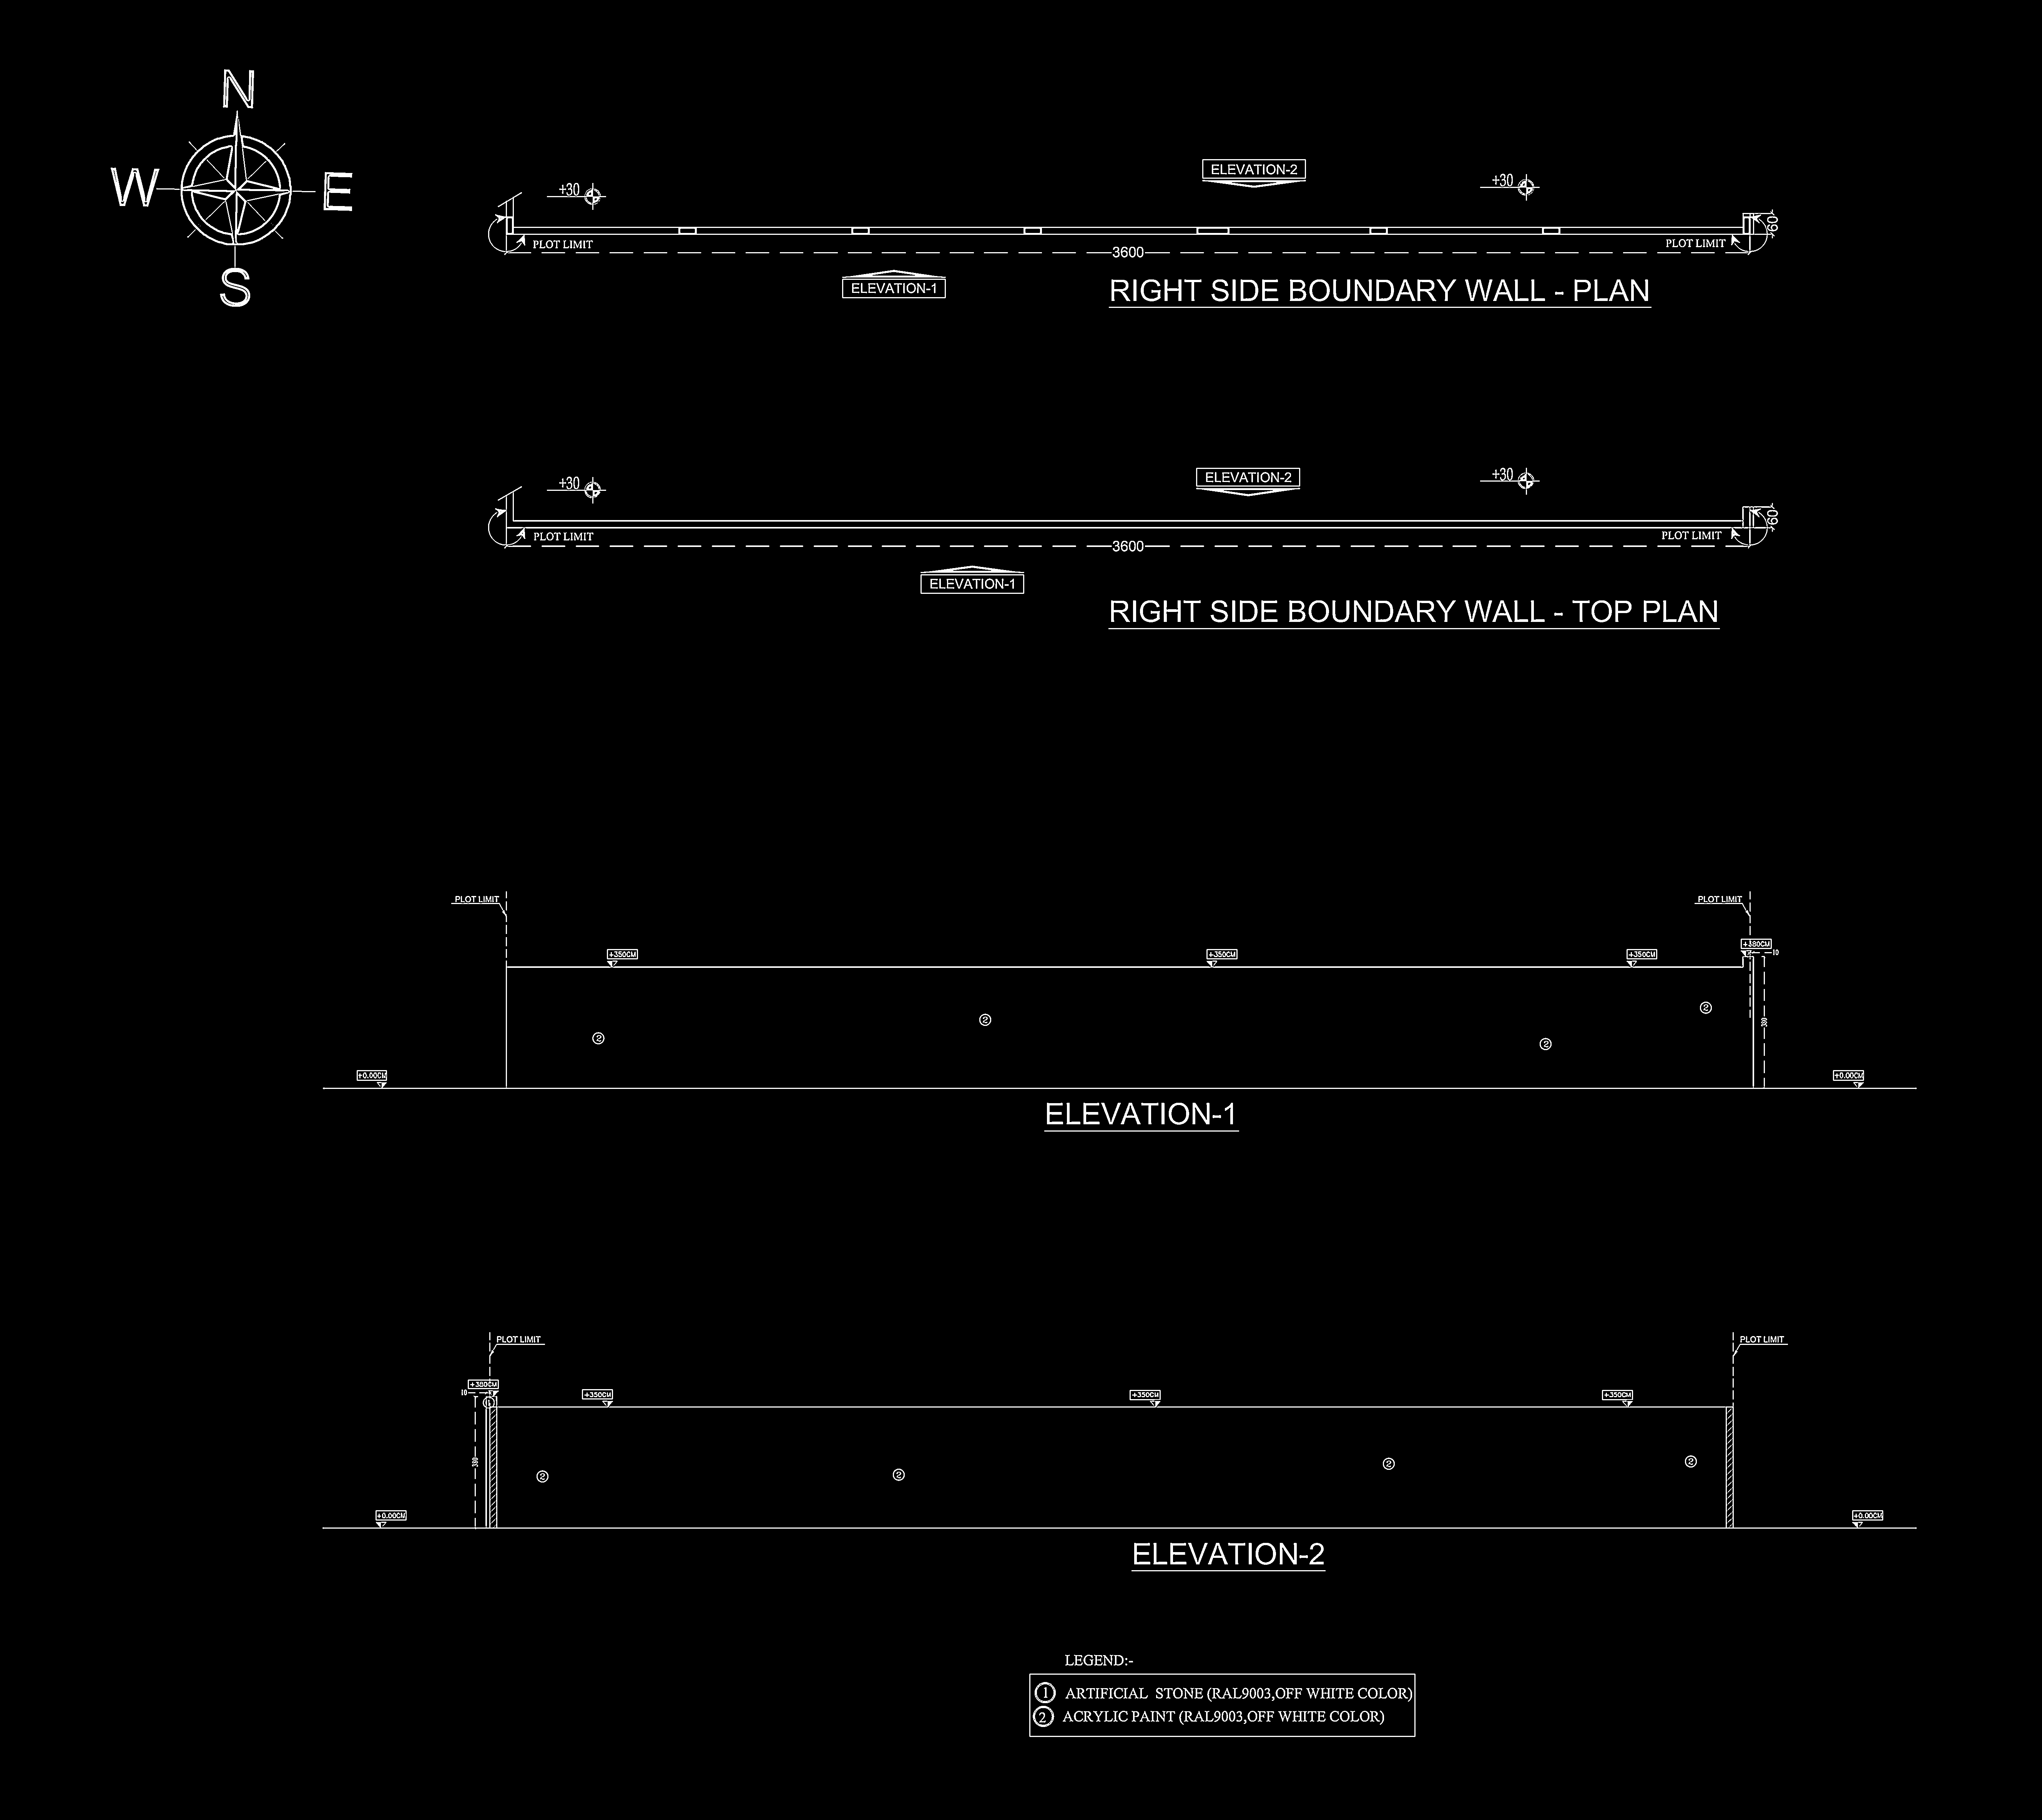 N
W E
S
ELEVATION-2
+30
+30
60
PLOT LIMIT
PLOT LIMIT
3600
ELEVATION-1
RIGHT SIDE BOUNDARY WALL - PLAN
ELEVATION-2
+30
+30
60
PLOT LIMIT
PLOT LIMIT
3600
ELEVATION-1
RIGHT SIDE BOUNDARY WALL - TOP PLAN
PLOT LIMIT
PLOT LIMIT
+380CM
10
+350CM
+350CM
+350CM
2
2
2
2
380
+0.00CM
+0.00CM
ELEVATION-1
PLOT LIMIT
PLOT LIMIT
+380CM
10
+350CM
+350CM
+350CM
1
2
2
2
2
380
+0.00CM
+0.00CM
ELEVATION-2
LEGEND:-
1 ARTIFICIAL STONE (RAL9003,OFF WHITE COLOR)
2 ACRYLIC PAINT (RAL9003,OFF WHITE COLOR)